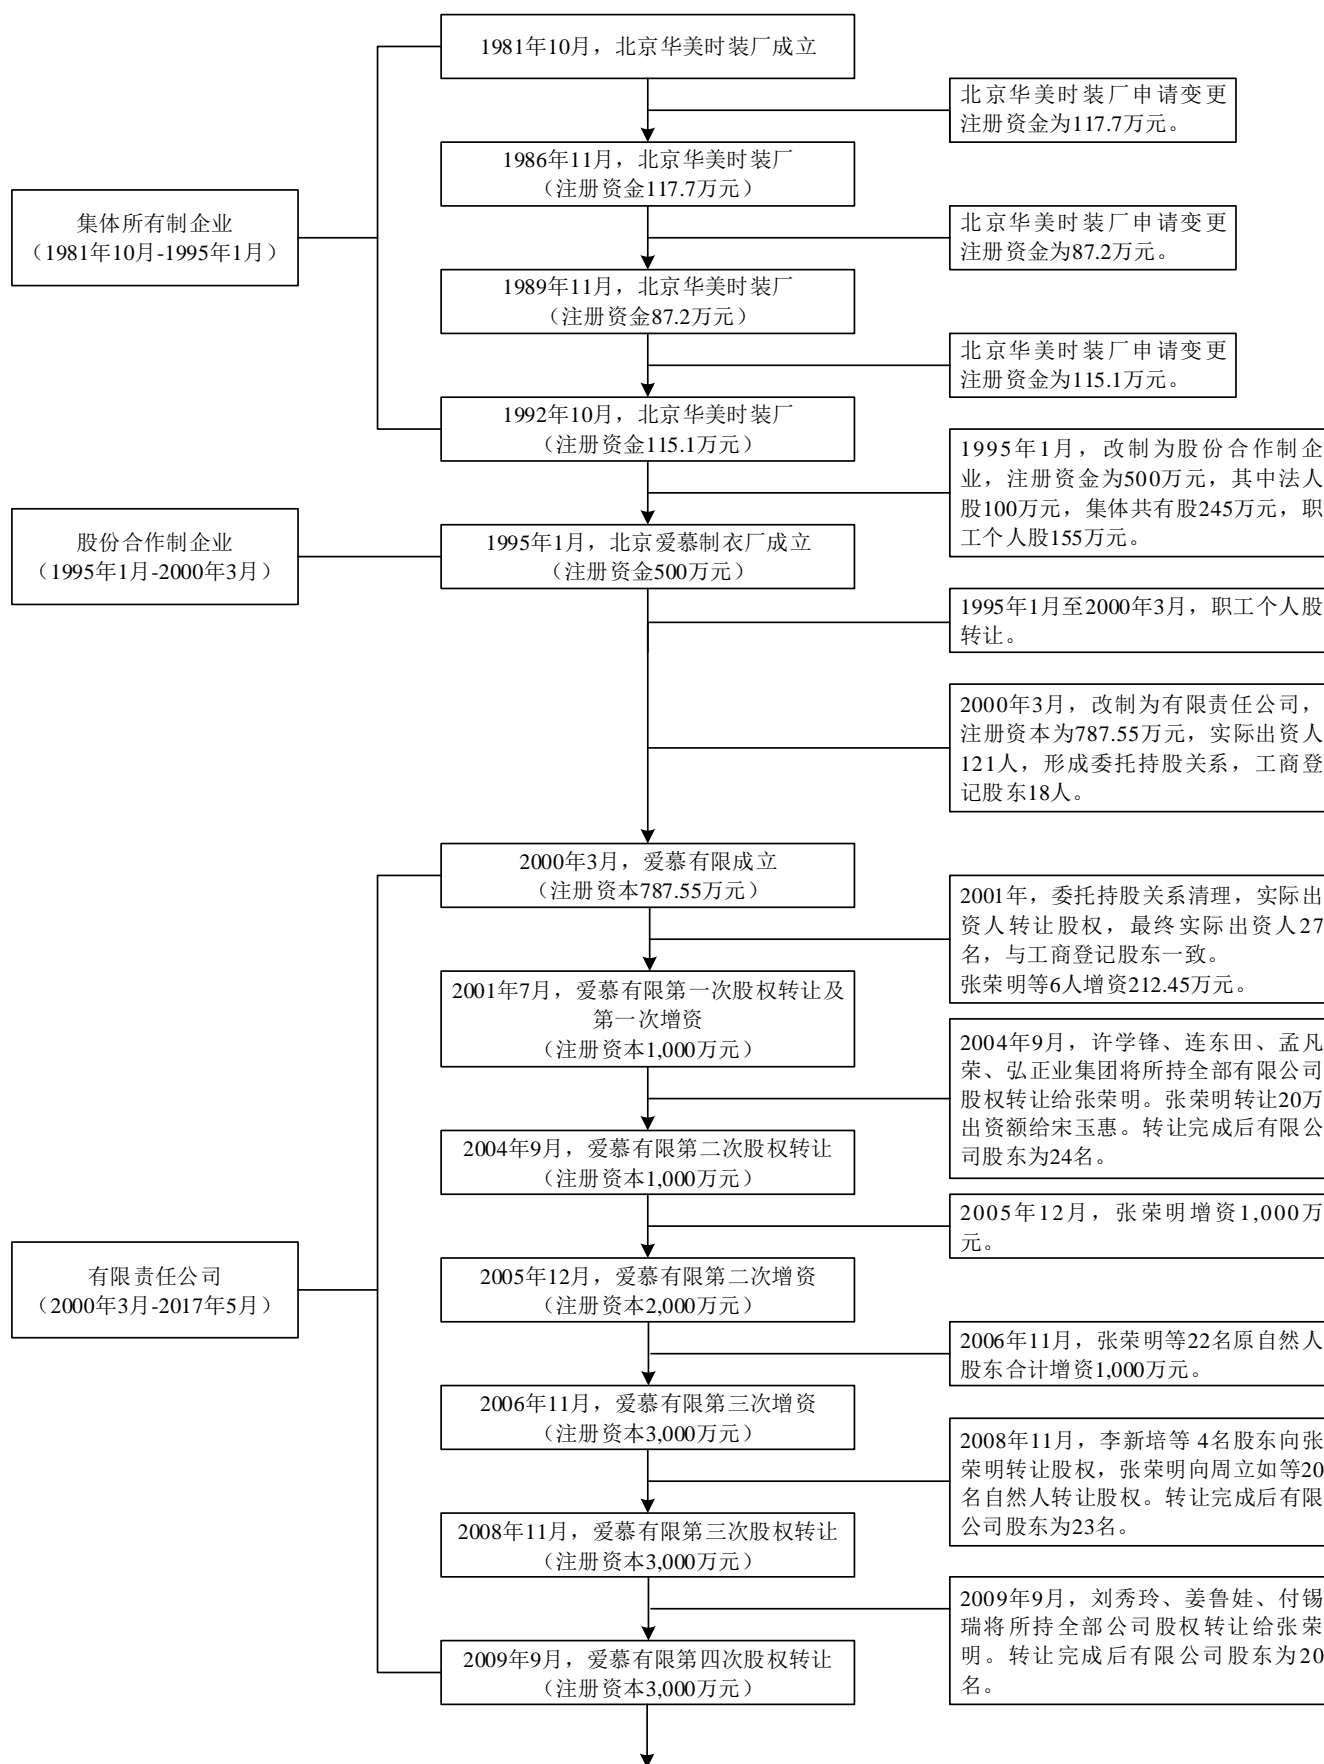 1981年10月，北京华美时装厂成立
北京华美时装厂申请变更
注册资金为117.7万元。
1986年11月，北京华美时装厂
（注册资金117.7万元）
集体所有制企业
（1981年10月-1995年1月）
北京华美时装厂申请变更
注册资金为87.2万元。
1989年11月，北京华美时装厂
（注册资金87.2万元）
北京华美时装厂申请变更
注册资金为115.1万元。
1992年10月，北京华美时装厂
（注册资金115.1万元）
1995年1月，改制为股份合作制企
业，注册资金为500万元，其中法人
股100万元，集体共有股245万元，职
工个人股155万元。
股份合作制企业
（1995年1月-2000年3月）
1995年1月，北京爱慕制衣厂成立
（注册资金500万元）
1995年1月至2000年3月，职工个人股
转让。
2000年3月，改制为有限责任公司，
注册资本为787.55万元，实际出资人
121人，形成委托持股关系，工商登
记股东18人。
2000年3月，爱慕有限成立
（注册资本787.55万元）
2001年，委托持股关系清理，实际出
资人转让股权，最终实际出资人27
名，与工商登记股东一致。
张荣明等6人增资212.45万元。
2001年7月，爱慕有限第一次股权转让及
第一次增资
（注册资本1,000万元）
2004年9月，许学锋、连东田、孟凡
荣、弘正业集团将所持全部有限公司
股权转让给张荣明。张荣明转让20万
出资额给宋玉惠。转让完成后有限公
司股东为24名。
2004年9月，爱慕有限第二次股权转让
（注册资本1,000万元）
2005年12月，张荣明增资1,000万
元。
有限责任公司
（2000年3月-2017年5月）
2005年12月，爱慕有限第二次增资
（注册资本2,000万元）
2006年11月，张荣明等22名原自然人
股东合计增资1,000万元。
2006年11月，爱慕有限第三次增资
（注册资本3,000万元）
2008年11月，李新培等 4名股东向张
荣明转让股权，张荣明向周立如等20
名自然人转让股权。转让完成后有限
公司股东为23名。
2008年11月，爱慕有限第三次股权转让
（注册资本3,000万元）
2009年9月，刘秀玲、姜鲁娃、付锡
瑞将所持全部公司股权转让给张荣
明。转让完成后有限公司股东为20
名。
2009年9月，爱慕有限第四次股权转让
（注册资本3,000万元）